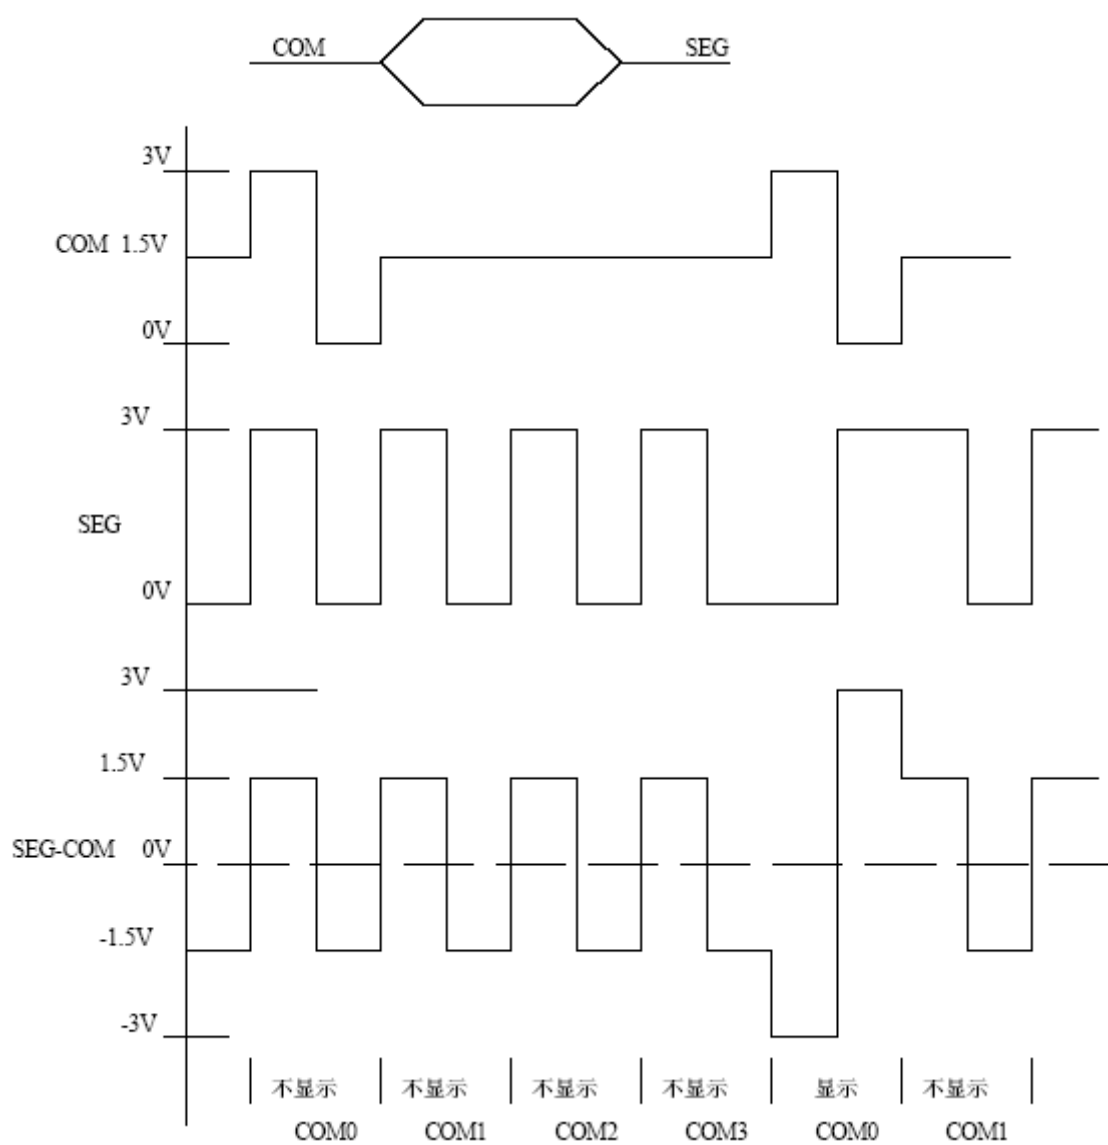 COM SEG
3V
COM 1.5V
0V
3V
SEG
0V
3V
1.5V
SEG-COM 0V
-1.5V
-3V
不显示 不显示 不显示 不显示 显示 不显示
COM0 COM1 COM2 COM3 COM0 COM1